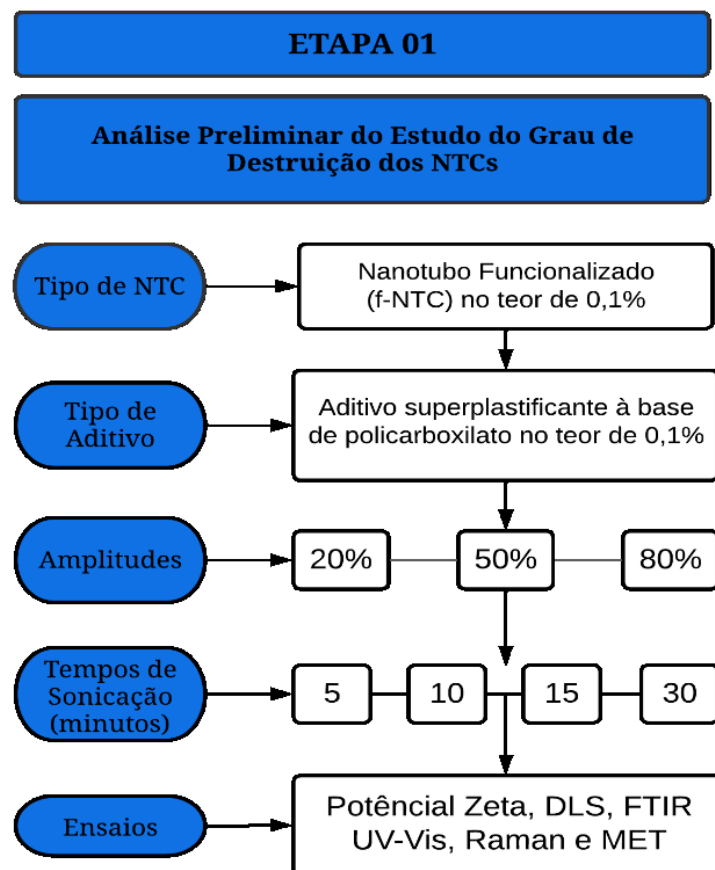 ETAPA 01
Análise Preliminar do Estudo do Grau de
Destruição dos NTCs
Tipo de NTC
Nanotubo Funcionalizado
(f-NTC) no teor de 0,1%
Tipo de
Aditivo
Aditivo superplastificante à base
de policarboxilato no teor de 0,1%
Amplitudes
20%
50%
80%
Tempos de
Sonicação
(minutos)
5
10
15
30
Ensaios
Potêncial Zeta, DLS, FTIR
UV-Vis, Raman e MET